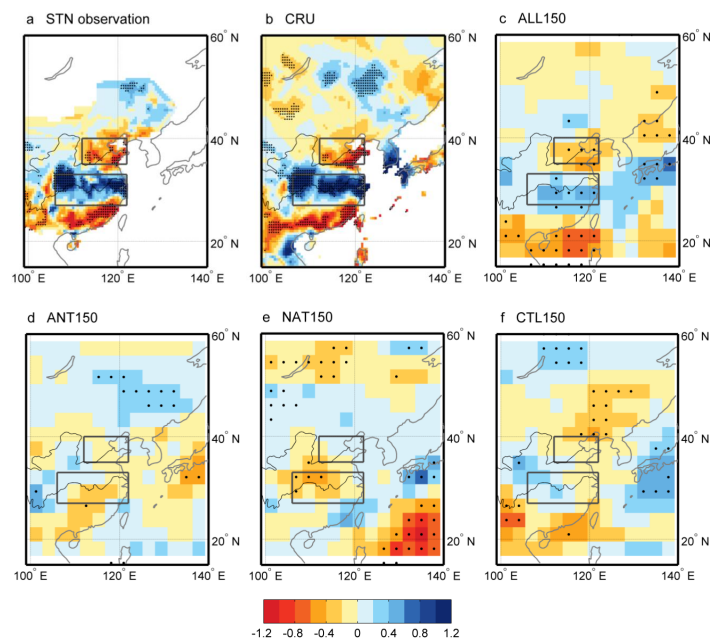 a STN observation
b CRU
c ALL150
60° N
60° N
60° N
40° N
40° N
40° N
20° N
20° N
20° N
100° E 120° E 140° E
100° E 120° E 140° E
100° E 120° E 140° E
d ANT150
e NAT150
f CTL150
60° N
60° N
60° N
40° N
40° N
40° N
20° N
20° N
20° N
100° E 120° E 140° E
100° E 120° E 140° E
100° E 120° E 140° E
-1.2 -0.8 -0.4 0 0.4 0.8 1.2